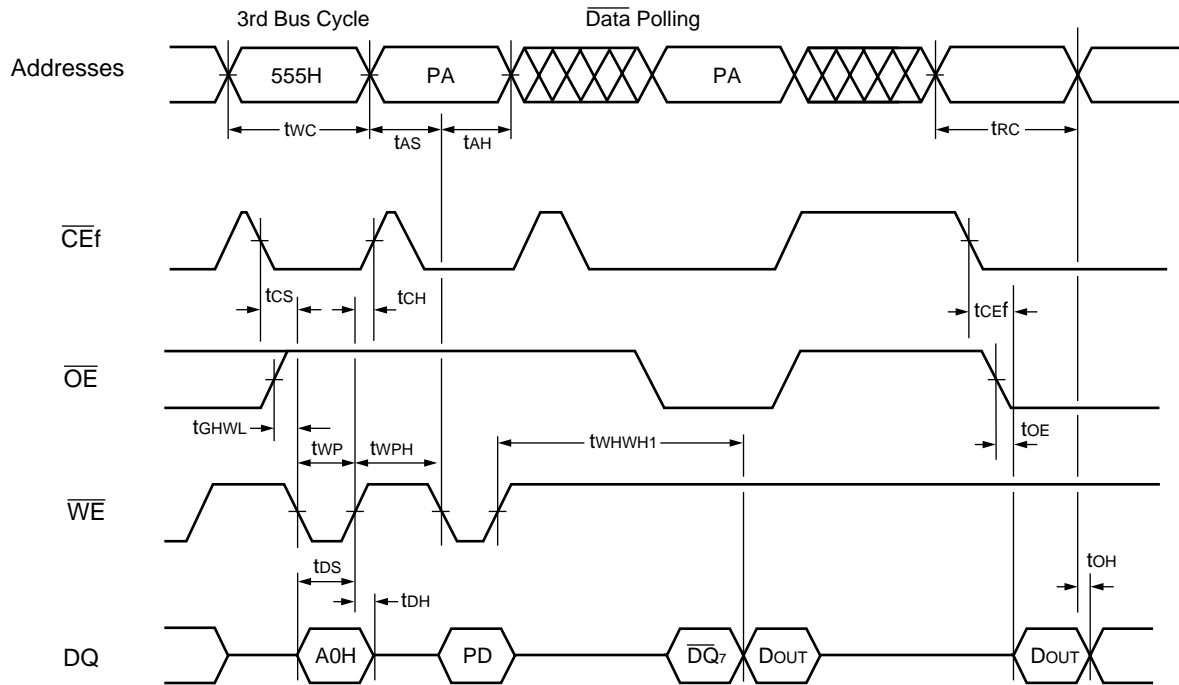 3rd Bus Cycle
Data Polling
Addresses
555H
PA
PA
tWC
tAS
tAH
tRC
CEf
tCS
tCH
tCEf
OE
tGHWL
tWP
tWPH
tWHWH1
tOE
WE
tDS
tDH
tOH
DQ
A0H
PD
DQ7
DOUT
DOUT